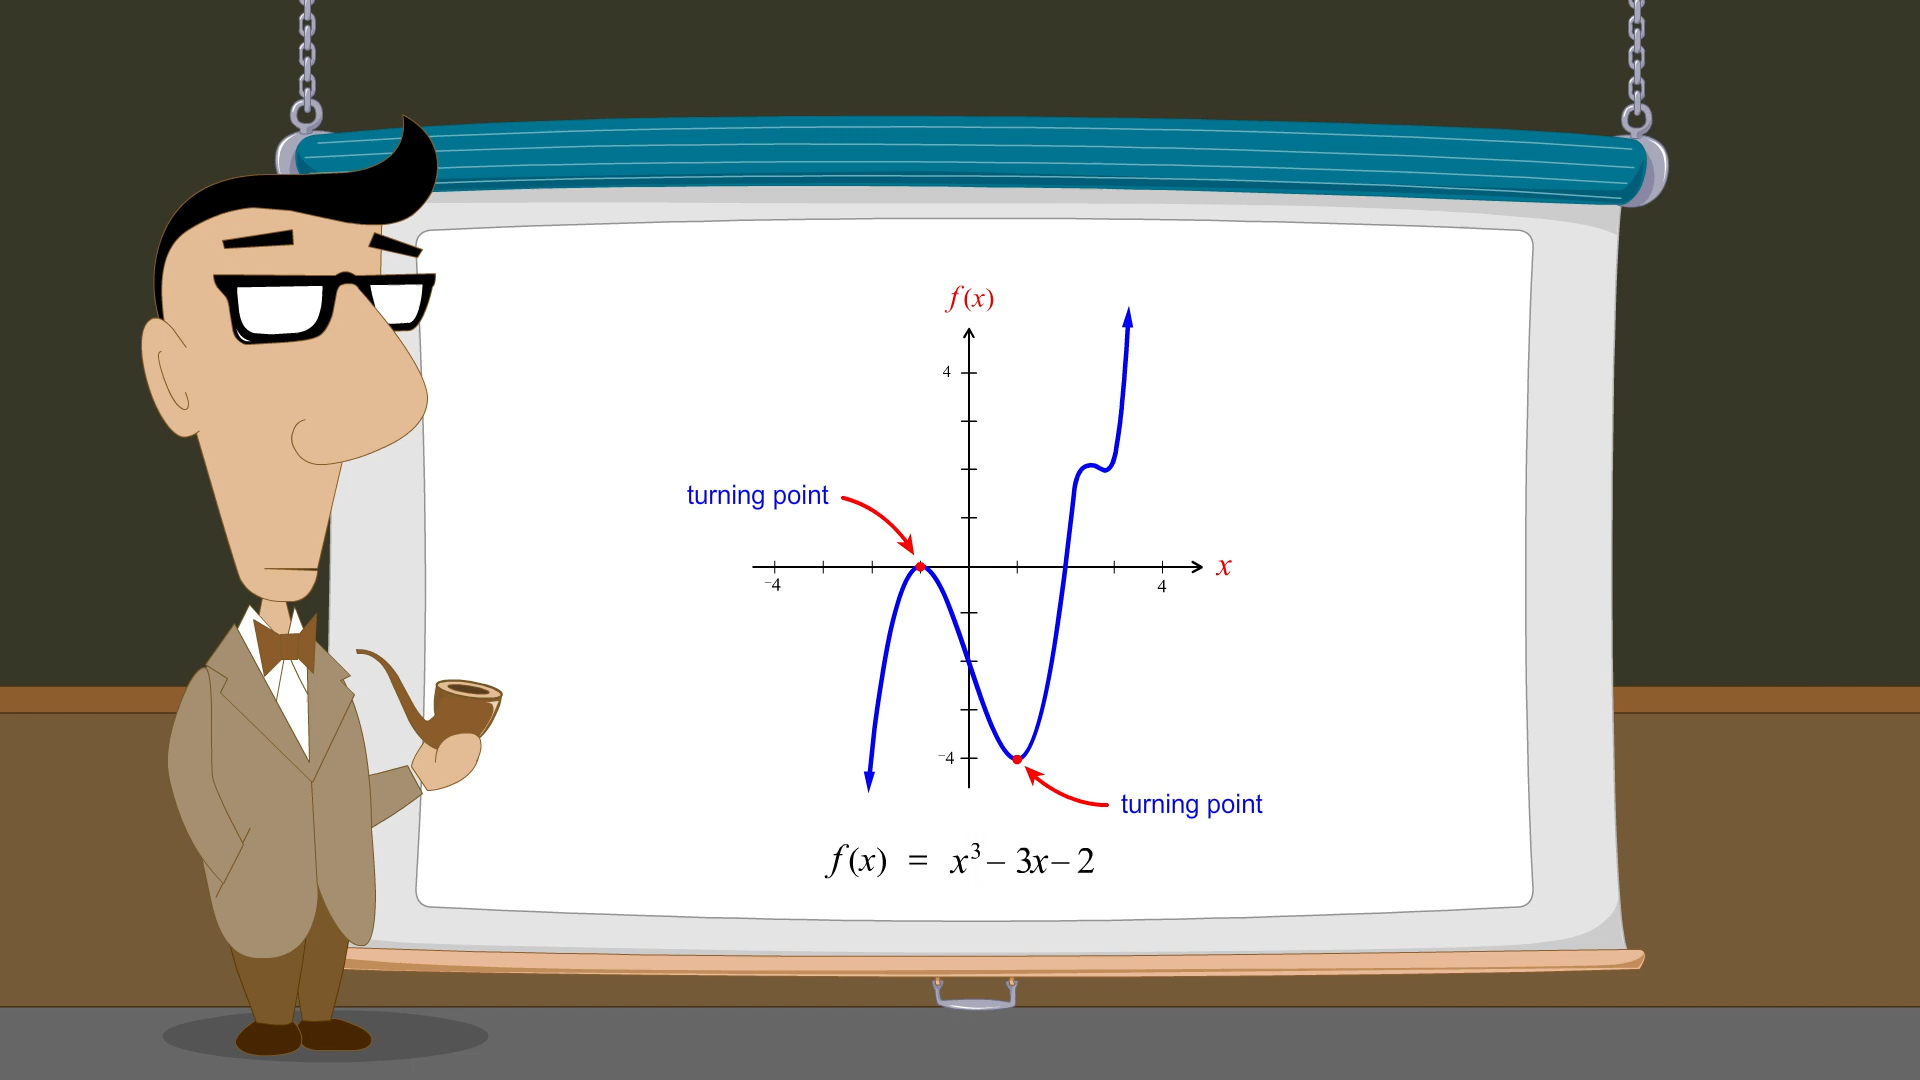 f(x)
4
turning point
x
−4
4
−4
turning point
f(x) = x³ − 3x − 2